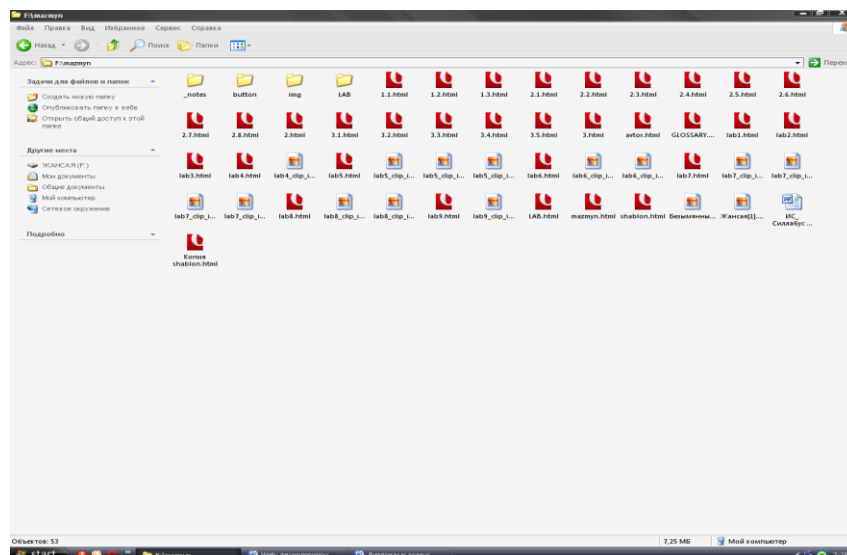 F:\mazmyn
Файл Правка Вид Избранное Сервис Справка
Назад Поиск Папки
Адрес: F:\mazmyn
Задачи для файлов и папок
Создать новую папку
Опубликовать папку в вебе
Открыть общий доступ к этой
папке
Другие места
ЖАНСАЯ (F:)
Мои документы
Общие документы
Мой компьютер
Сетевое окружение
Подробно
_notes button img LAB 1.1.html 1.2.html 1.3.html 2.1.html 2.2.html 2.3.html 2.4.html 2.5.html 2.6.html
2.7.html 2.8.html 2.html 3.1.html 3.2.html 3.3.html 3.4.html 3.5.html 3.html avtor.html GLOSSARY.... lab1.html lab2.html
lab3.html lab4.html lab4_clip_i... lab5.html lab5_clip_i... lab5_clip_i... lab5_clip_i... lab6.html lab6_clip_i... lab6_clip_i... lab7.html lab7_clip_i... lab7_clip_i...
lab7_clip_i... lab7_clip_i... lab8.html lab8_clip_i... lab8_clip_i... lab9.html lab9_clip_i... LAB.html mazmyn.html shablon.html Безымянны... Жансая[1].... ИС_
Силлабус ...
Копия
shablon.html
Объектов: 53 7,25 МБ Мой компьютер
start